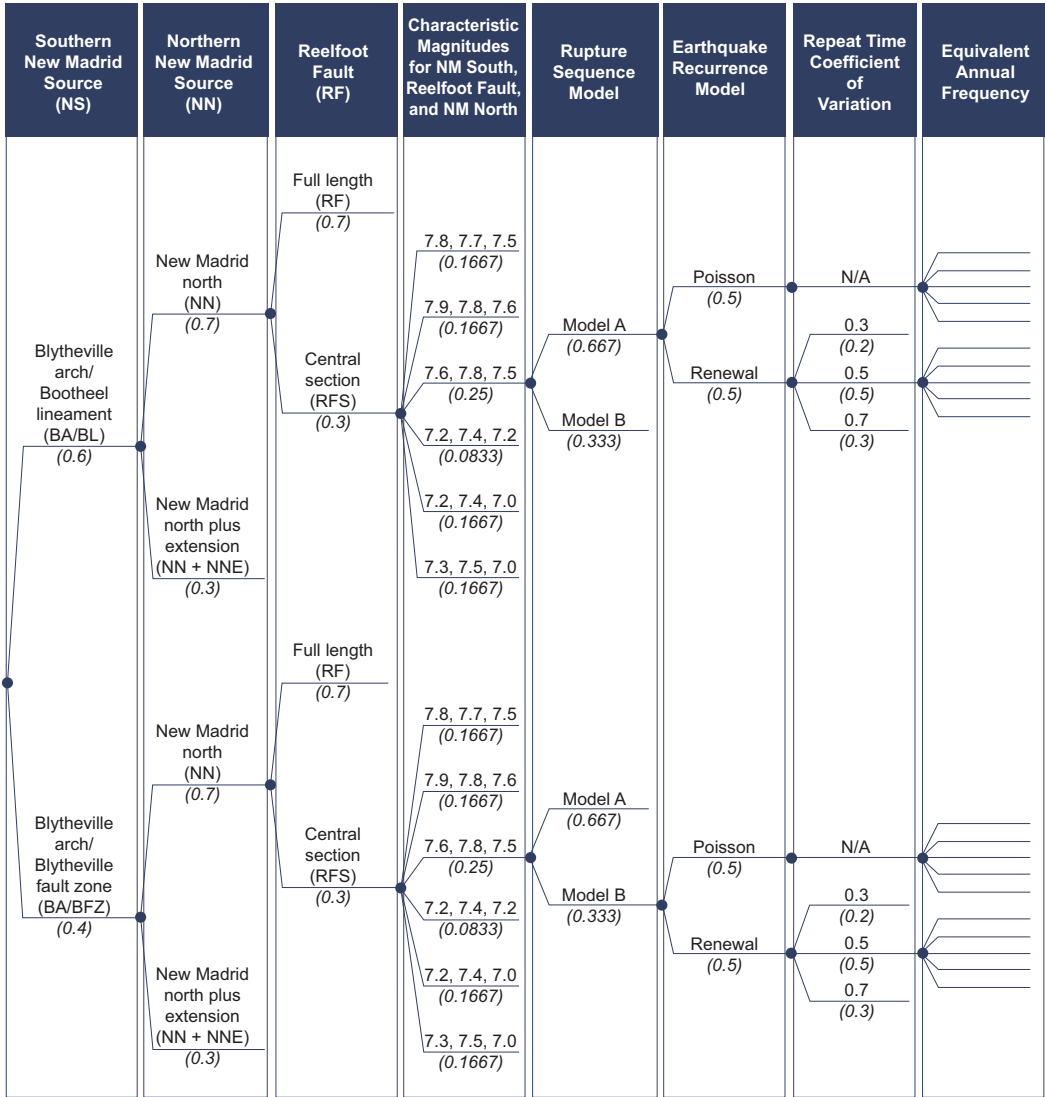 Southern
New Madrid
Source
(NS)
Northern
New Madrid
Source
(NN)
Reelfoot
Fault
(RF)
Characteristic
Magnitudes
for NM South,
Reelfoot Fault,
and NM North
Rupture
Sequence
Model
Earthquake
Recurrence
Model
Repeat Time
Coefficient
of
Variation
Equivalent
Annual
Frequency
Blytheville
arch/
Bootheel
lineament
(BA/BL)
(0.6)
New Madrid
north
(NN)
(0.7)
New Madrid
north plus
extension
(NN + NNE)
(0.3)
Full length
(RF)
(0.7)
Central
section
(RFS)
(0.3)
7.8, 7.7, 7.5
(0.1667)
7.9, 7.8, 7.6
(0.1667)
7.6, 7.8, 7.5
(0.25)
7.2, 7.4, 7.2
(0.0833)
7.2, 7.4, 7.0
(0.1667)
7.3, 7.5, 7.0
(0.1667)
Model A
(0.667)
Model B
(0.333)
Poisson
(0.5)
Renewal
(0.5)
N/A
0.3
(0.2)
0.5
(0.5)
0.7
(0.3)
Blytheville
arch/
Blytheville
fault zone
(BA/BFZ)
(0.4)
New Madrid
north
(NN)
(0.7)
New Madrid
north plus
extension
(NN + NNE)
(0.3)
Full length
(RF)
(0.7)
Central
section
(RFS)
(0.3)
7.8, 7.7, 7.5
(0.1667)
7.9, 7.8, 7.6
(0.1667)
7.6, 7.8, 7.5
(0.25)
7.2, 7.4, 7.2
(0.0833)
7.2, 7.4, 7.0
(0.1667)
7.3, 7.5, 7.0
(0.1667)
Model A
(0.667)
Model B
(0.333)
Poisson
(0.5)
Renewal
(0.5)
N/A
0.3
(0.2)
0.5
(0.5)
0.7
(0.3)